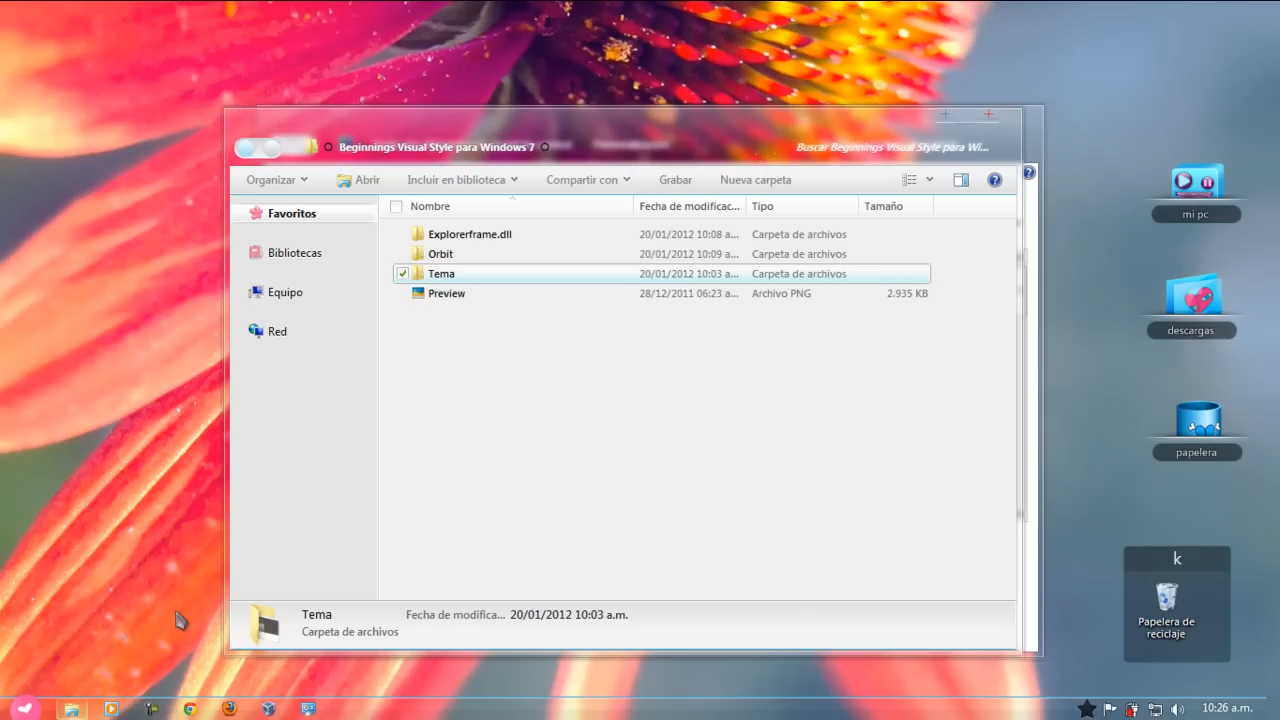 Beginnings Visual Style para Windows 7
Buscar Beginnings Visual Style para Wi...
Organizar
Abrir
Incluir en biblioteca
Compartir con
Grabar
Nueva carpeta
Favoritos
Bibliotecas
Equipo
Red
Nombre Fecha de modificac... Tipo Tamaño
Explorerframe.dll 20/01/2012 10:08 a... Carpeta de archivos
Orbit 20/01/2012 10:09 a... Carpeta de archivos
Tema 20/01/2012 10:03 a... Carpeta de archivos
Preview 28/12/2011 06:23 a... Archivo PNG 2.935 KB
Tema Fecha de modifica... 20/01/2012 10:03 a.m.
Carpeta de archivos
mi pc
descargas
papelera
k
Papelera de
reciclaje
10:26 a.m.